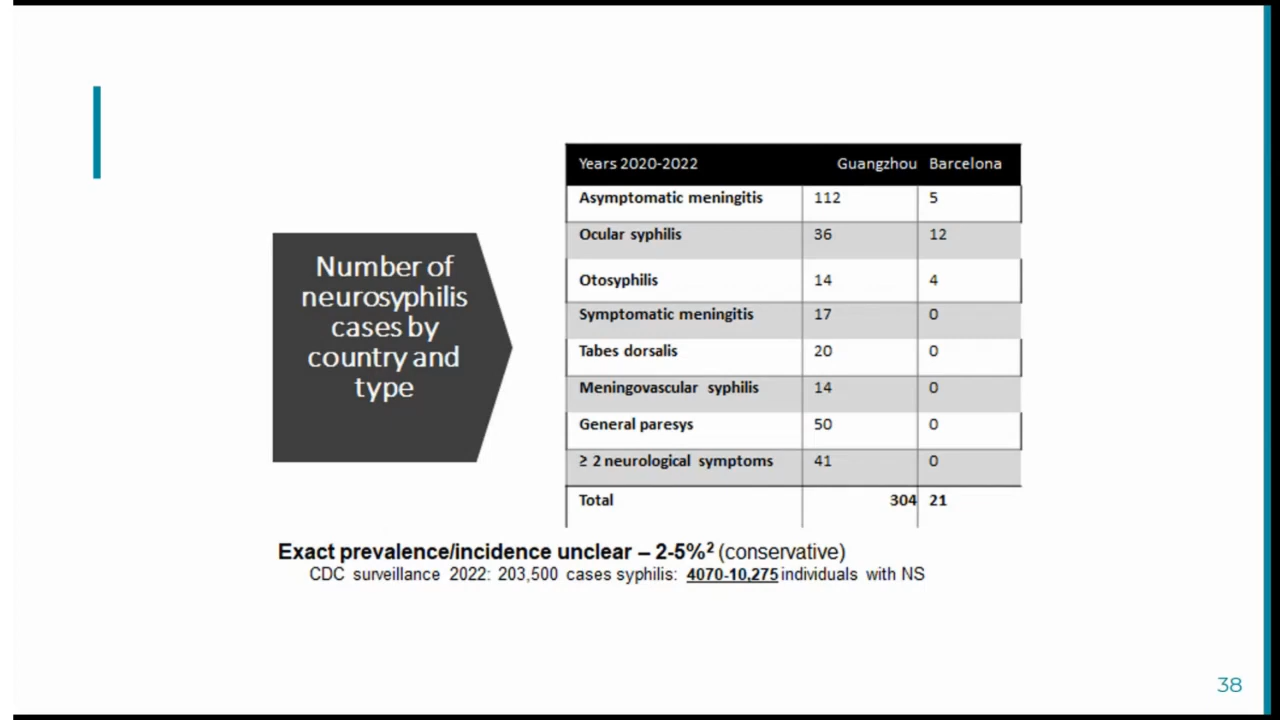 Number of
neurosyphilis
cases by
country and
type
Years 2020-2022 Guangzhou Barcelona
Asymptomatic meningitis 112 5
Ocular syphilis 36 12
Otosyphilis 14 4
Symptomatic meningitis 17 0
Tabes dorsalis 20 0
Meningovascular syphilis 14 0
General paresys 50 0
≥ 2 neurological symptoms 41 0
Total 304 21
Exact prevalence/incidence unclear – 2-5%² (conservative)
CDC surveillance 2022: 203,500 cases syphilis: 4070-10,275 individuals with NS
38